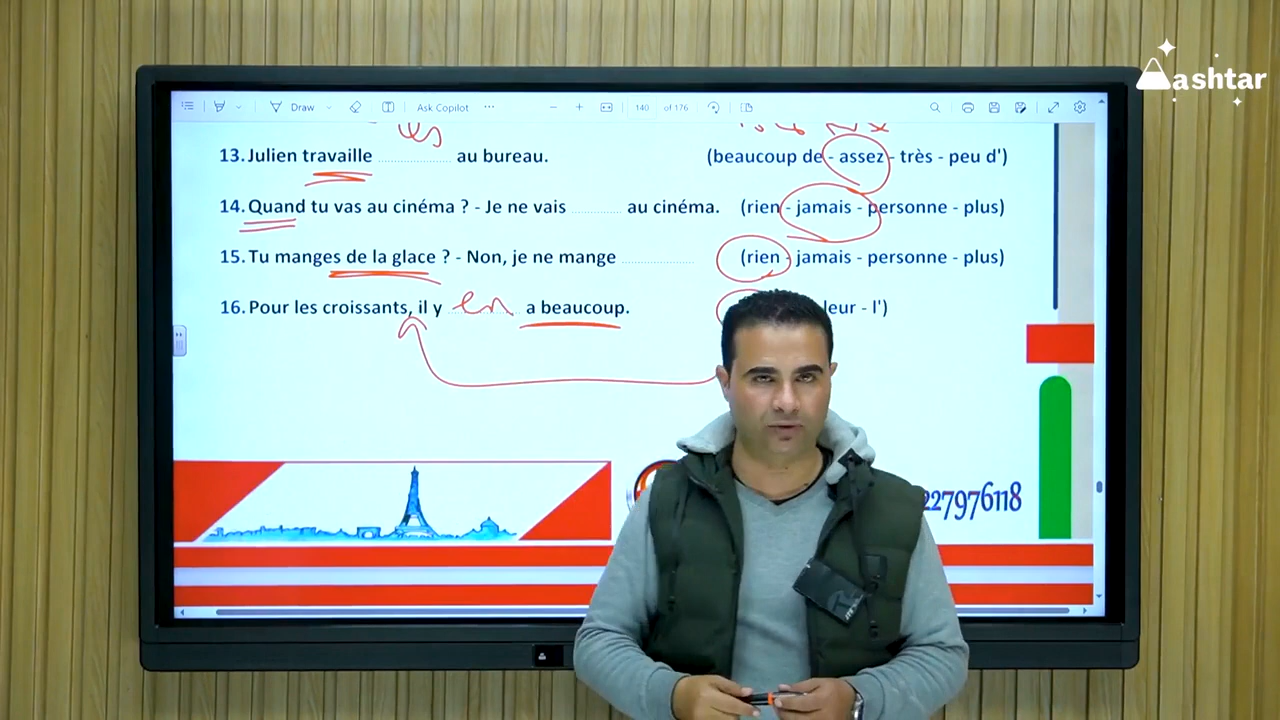 ashtar
Draw Ask Copilot 140 of 176
13. Julien travaille .................. au bureau. (beaucoup de - assez - très - peu d')
14. Quand tu vas au cinéma ? - Je ne vais ............ au cinéma. (rien - jamais - personne - plus)
15. Tu manges de la glace ? - Non, je ne mange .................. (rien - jamais - personne - plus)
16. Pour les croissants, il y en a beaucoup. leur - l')
227976118